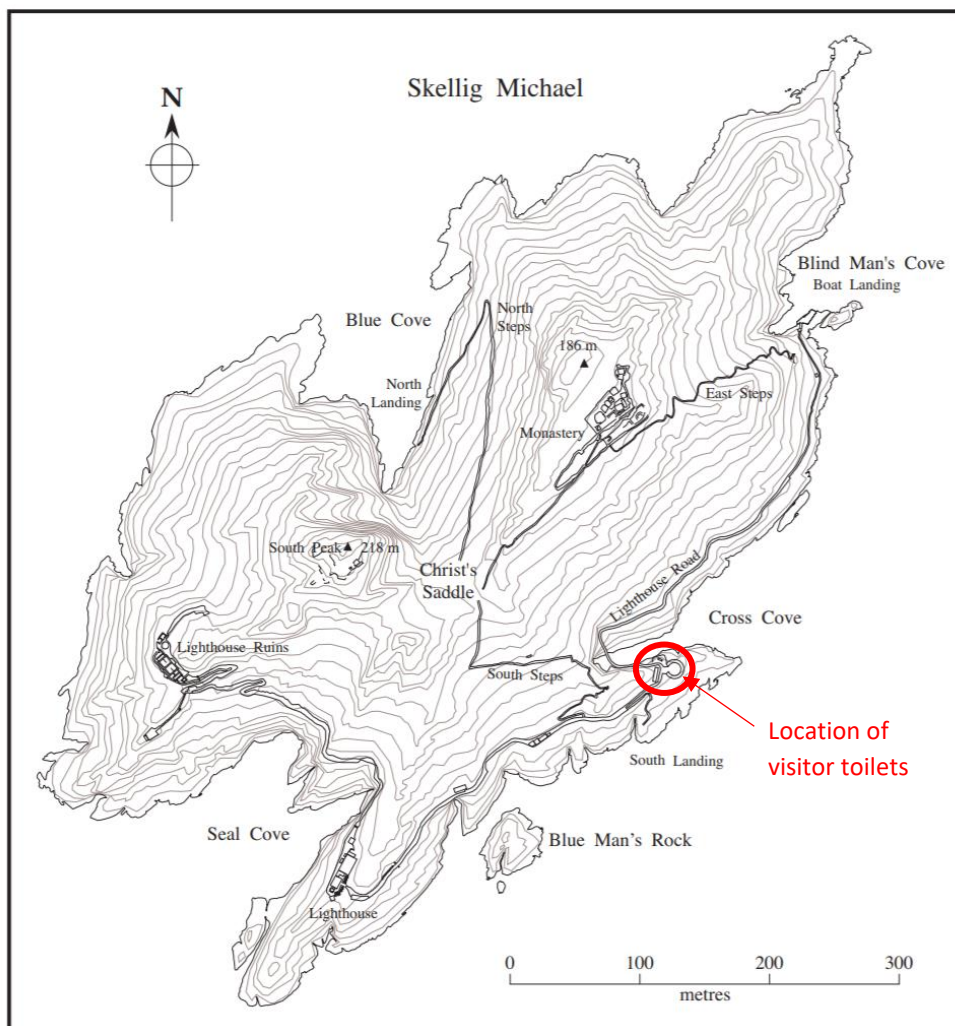 Skellig Michael
N
Blind Man's Cove
Boat Landing
North
Steps
Blue Cove
186 m
North
Landing
East Steps
Monastery
South Peak
218 m
Christ's
Saddle
Lighthouse Road
Cross Cove
Lighthouse Ruins
South Steps
Location of
visitor toilets
South Landing
Seal Cove
Blue Man's Rock
Lighthouse
0 100 200 300
metres